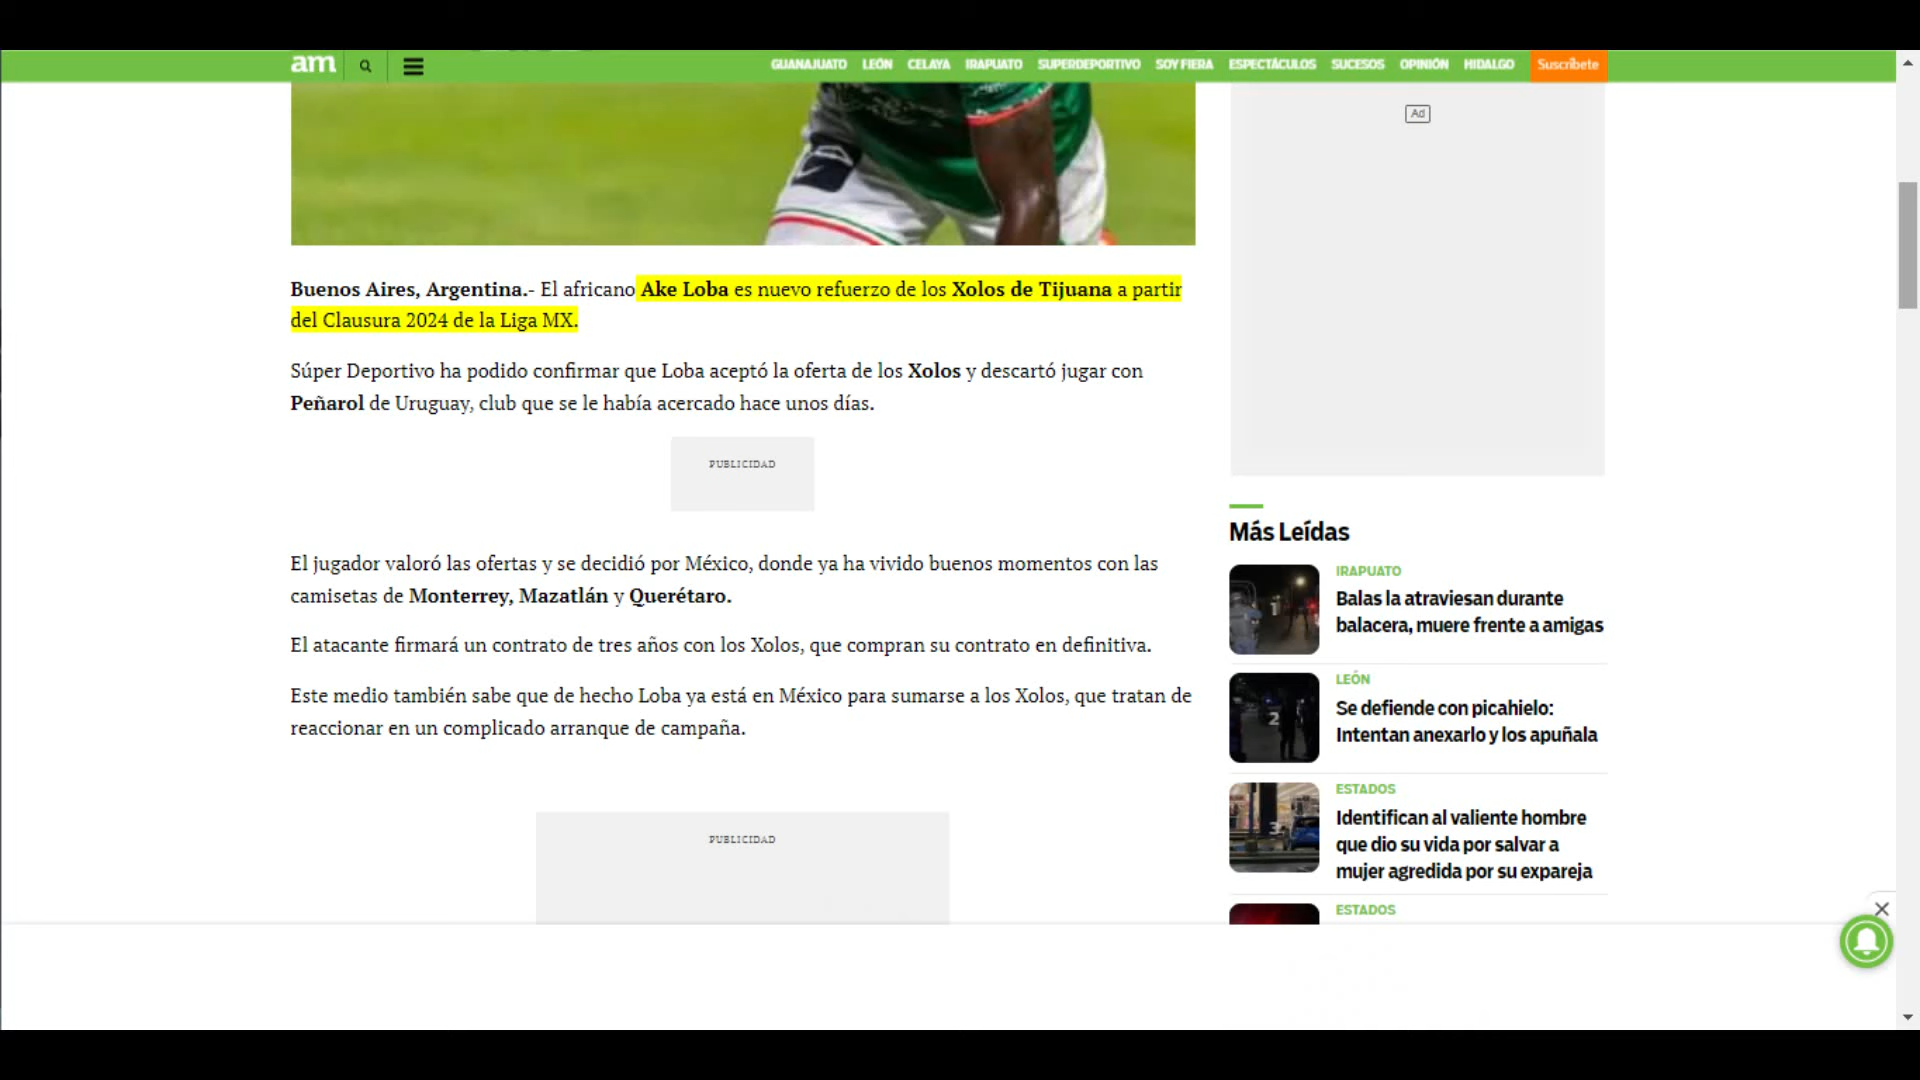 am
GUANAJUATO LEÓN CELAYA IRAPUATO SUPERDEPORTIVO SOY FIERA ESPECTÁCULOS SUCESOS OPINIÓN HIDALGO Suscríbete
Ad
Buenos Aires, Argentina.- El africano Ake Loba es nuevo refuerzo de los Xolos de Tijuana a partir
del Clausura 2024 de la Liga MX.
Súper Deportivo ha podido confirmar que Loba aceptó la oferta de los Xolos y descartó jugar con
Peñarol de Uruguay, club que se le había acercado hace unos días.
PUBLICIDAD
El jugador valoró las ofertas y se decidió por México, donde ya ha vivido buenos momentos con las
camisetas de Monterrey, Mazatlán y Querétaro.
El atacante firmará un contrato de tres años con los Xolos, que compran su contrato en definitiva.
Este medio también sabe que de hecho Loba ya está en México para sumarse a los Xolos, que tratan de
reaccionar en un complicado arranque de campaña.
PUBLICIDAD
Más Leídas
1
IRAPUATO
Balas la atraviesan durante
balacera, muere frente a amigas
2
LEÓN
Se defiende con picahielo:
Intentan anexarlo y los apuñala
3
ESTADOS
Identifican al valiente hombre
que dio su vida por salvar a
mujer agredida por su expareja
ESTADOS